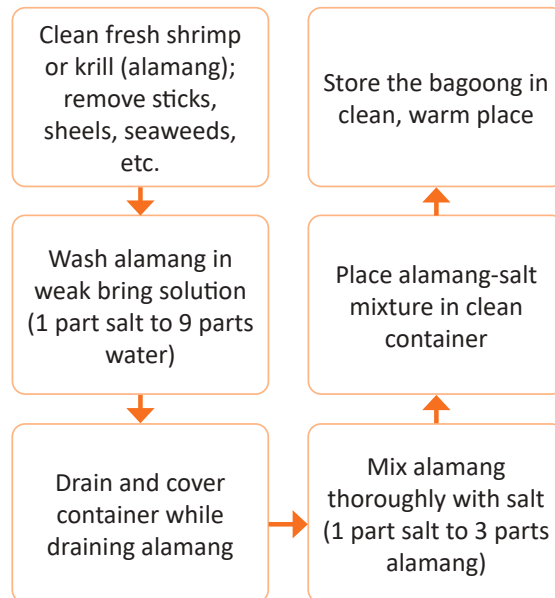 Clean fresh shrimp
or krill (alamang);
remove sticks,
sheels, seaweeds,
etc.
Wash alamang in
weak bring solution
(1 part salt to 9 parts
water)
Drain and cover
container while
draining alamang
Mix alamang
thoroughly with salt
(1 part salt to 3 parts
alamang)
Place alamang-salt
mixture in clean
container
Store the bagoong in
clean, warm place